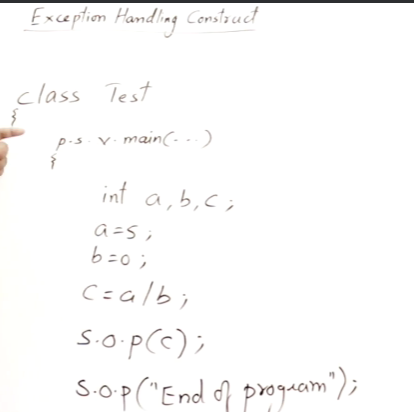 Exception Handling Construct
class Test
{
p.s. v. main(...)
{
int a, b, c;
a=5;
b=0;
c=a/b;
S.O.p(c);
S.O.p("End of program");